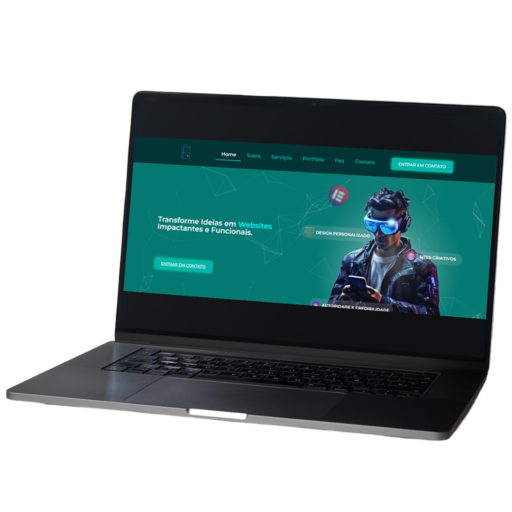 Home Sobre Serviços Portfólio Faq Contato ENTRAR EM CONTATO
Transforme Ideias em Websites
Impactantes e Funcionais.
ENTRAR EM CONTATO
DESIGN PERSONALIZADO
SITES CRIATIVOS
AUTORIDADE E CREDIBILIDADE